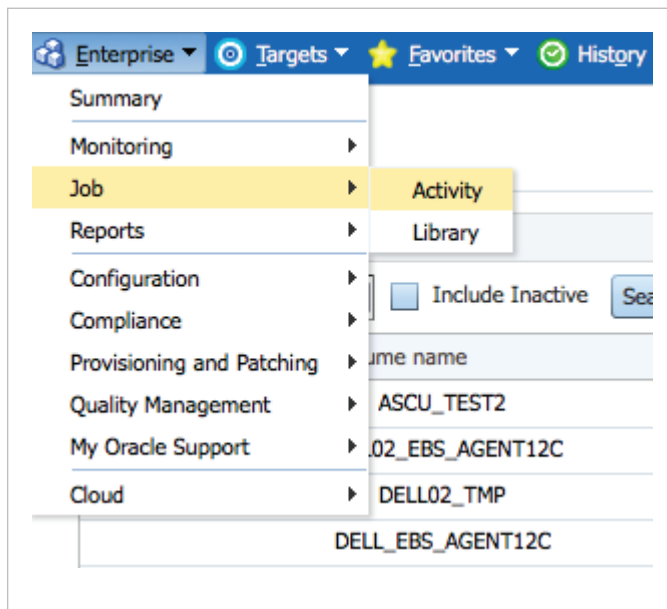 Enterprise Targets Favorites History
Summary
Monitoring
Job
Activity
Reports
Library
Configuration
Include Inactive
Compliance
Provisioning and Patching
name
Quality Management
ASCU_TEST2
My Oracle Support
02_EBS_AGENT12C
Cloud
DELL02_TMP
DELL_EBS_AGENT12C